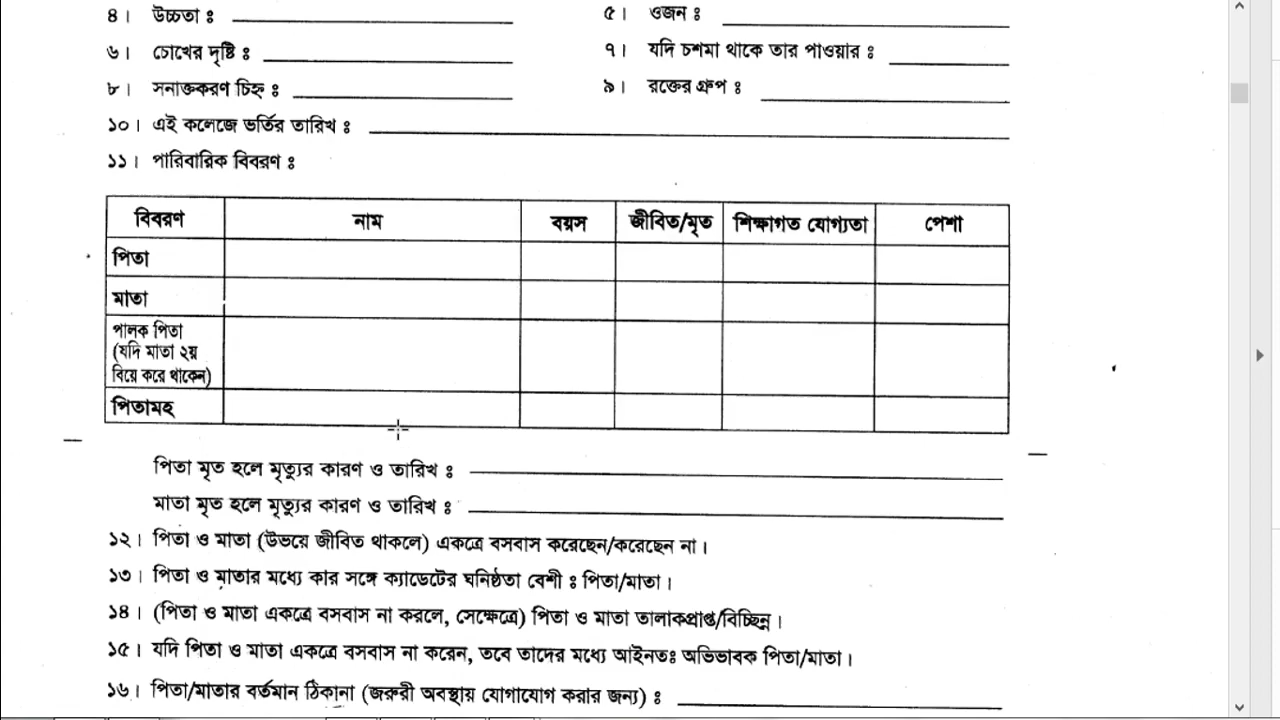 ৪। উচ্চতা ঃ ৫। ওজন ঃ
৬। চোখের দৃষ্টি ঃ ৭। যদি চশমা থাকে তার পাওয়ার ঃ
৮। সনাক্তকরণ চিহ্ন ঃ ৯। রক্তের গ্রুপ ঃ
১০। এই কলেজে ভর্তির তারিখ ঃ
১১। পারিবারিক বিবরণ ঃ
বিবরণ নাম বয়স জীবিত/মৃত শিক্ষাগত যোগ্যতা পেশা
পিতা
মাতা
পালক পিতা
(যদি মাতা ২য়
বিয়ে করে থাকেন)
পিতামহ
পিতা মৃত হলে মৃত্যুর কারণ ও তারিখ ঃ
মাতা মৃত হলে মৃত্যুর কারণ ও তারিখ ঃ
১২। পিতা ও মাতা (উভয়ে জীবিত থাকলে) একত্রে বসবাস করেছেন/করেছেন না।
১৩। পিতা ও মাতার মধ্যে কার সঙ্গে ক্যাডেটের ঘনিষ্ঠতা বেশী ঃ পিতা/মাতা।
১৪। (পিতা ও মাতা একত্রে বসবাস না করলে, সেক্ষেত্রে) পিতা ও মাতা তালাকপ্রাপ্ত/বিচ্ছিন্ন।
১৫। যদি পিতা ও মাতা একত্রে বসবাস না করেন, তবে তাদের মধ্যে আইনতঃ অভিভাবক পিতা/মাতা।
১৬। পিতা/মাতার বর্তমান ঠিকানা (জরুরী অবস্থায় যোগাযোগ করার জন্য) ঃ